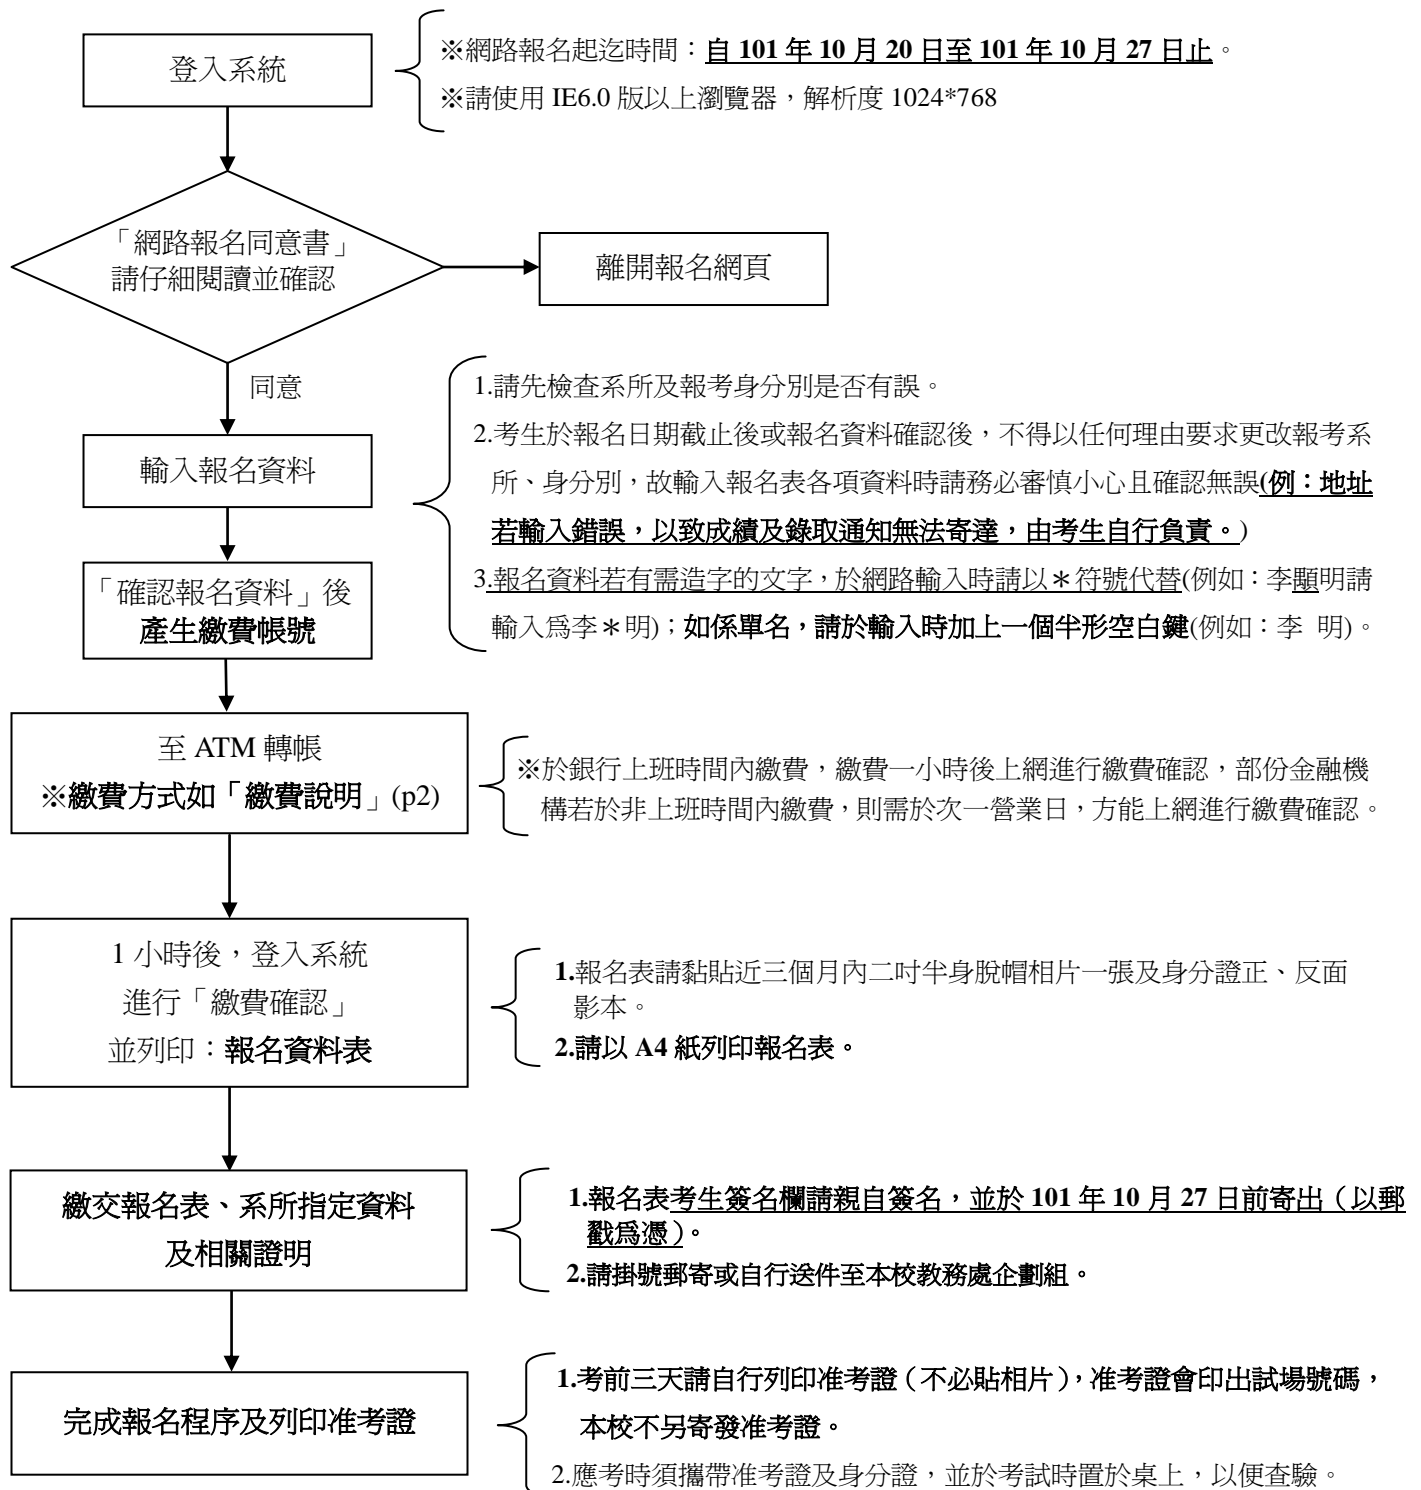 登入系統
※網路報名起迄時間：自 101 年 10 月 20 日至 101 年 10 月 27 日止。
※請使用 IE6.0 版以上瀏覽器，解析度 1024*768
「網路報名同意書」
請仔細閱讀並確認
離開報名網頁
同意
輸入報名資料
1.請先檢查系所及報考身分別是否有誤。
2.考生於報名日期截止後或報名資料確認後，不得以任何理由要求更改報考系
所、身分別，故輸入報名表各項資料時請務必審慎小心且確認無誤(例：地址
若輸入錯誤，以致成績及錄取通知無法寄達，由考生自行負責。)
3.報名資料若有需造字的文字，於網路輸入時請以＊符號代替(例如：李顯明請
輸入為李＊明)；如係單名，請於輸入時加上一個半形空白鍵(例如：李 明)。
「確認報名資料」後
產生繳費帳號
至 ATM 轉帳
※繳費方式如「繳費說明」(p2)
※於銀行上班時間內繳費，繳費一小時後上網進行繳費確認，部份金融機
構若於非上班時間內繳費，則需於次一營業日，方能上網進行繳費確認。
1 小時後，登入系統
進行「繳費確認」
並列印：報名資料表
1.報名表請黏貼近三個月內二吋半身脫帽相片一張及身分證正、反面
影本。
2.請以 A4 紙列印報名表。
繳交報名表、系所指定資料
及相關證明
1.報名表考生簽名欄請親自簽名，並於 101 年 10 月 27 日前寄出（以郵
戳為憑）。
2.請掛號郵寄或自行送件至本校教務處企劃組。
完成報名程序及列印准考證
1.考前三天請自行列印准考證（不必貼相片），准考證會印出試場號碼，
本校不另寄發准考證。
2.應考時須攜帶准考證及身分證，並於考試時置於桌上，以便查驗。